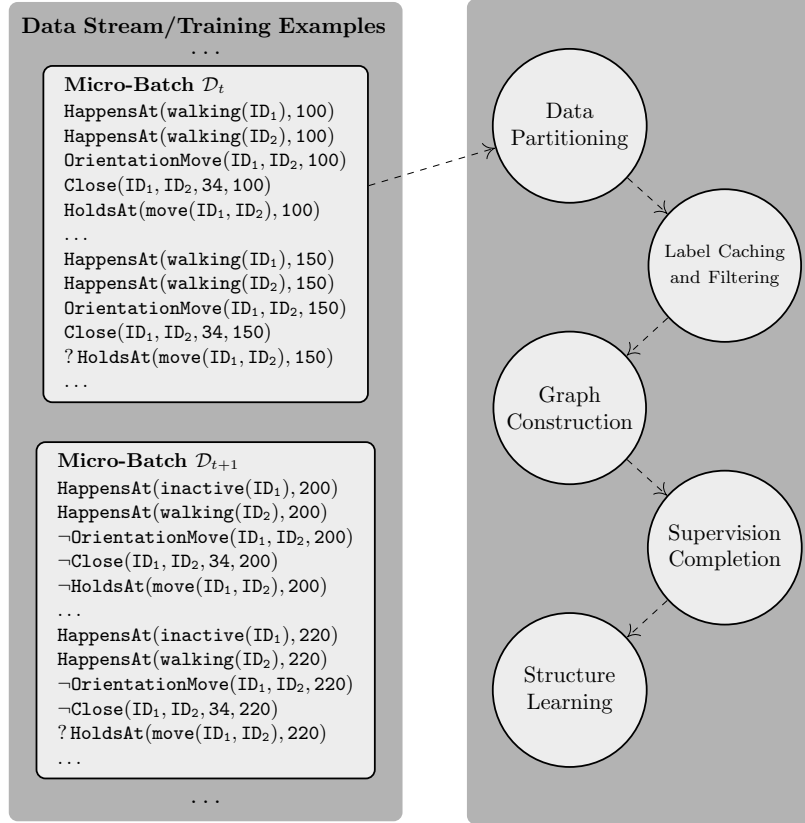 Data Stream/Training Examples
...
Micro-Batch 𝒟ₜ
HappensAt(walking(ID₁), 100)
HappensAt(walking(ID₂), 100)
OrientationMove(ID₁, ID₂, 100)
Close(ID₁, ID₂, 34, 100)
HoldsAt(move(ID₁, ID₂), 100)
...
HappensAt(walking(ID₁), 150)
HappensAt(walking(ID₂), 150)
OrientationMove(ID₁, ID₂, 150)
Close(ID₁, ID₂, 34, 150)
? HoldsAt(move(ID₁, ID₂), 150)
...
Micro-Batch 𝒟ₜ₊₁
HappensAt(inactive(ID₁), 200)
HappensAt(walking(ID₂), 200)
¬OrientationMove(ID₁, ID₂, 200)
¬Close(ID₁, ID₂, 34, 200)
¬HoldsAt(move(ID₁, ID₂), 200)
...
HappensAt(inactive(ID₁), 220)
HappensAt(walking(ID₂), 220)
¬OrientationMove(ID₁, ID₂, 220)
¬Close(ID₁, ID₂, 34, 220)
? HoldsAt(move(ID₁, ID₂), 220)
...
...
Data
Partitioning
Label Caching
and Filtering
Graph
Construction
Supervision
Completion
Structure
Learning